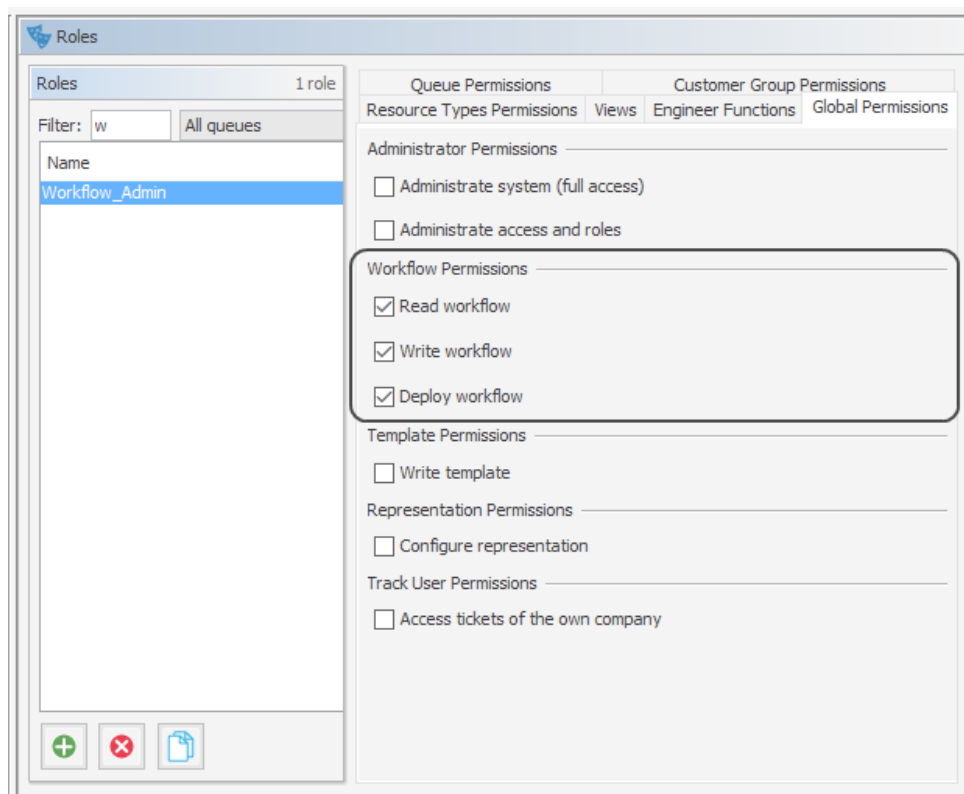 Roles
Roles 1 role
Filter: w All queues
Name
Workflow_Admin
Queue Permissions Customer Group Permissions
Resource Types Permissions Views Engineer Functions Global Permissions
Administrator Permissions
Administrate system (full access)
Administrate access and roles
Workflow Permissions
Read workflow
Write workflow
Deploy workflow
Template Permissions
Write template
Representation Permissions
Configure representation
Track User Permissions
Access tickets of the own company